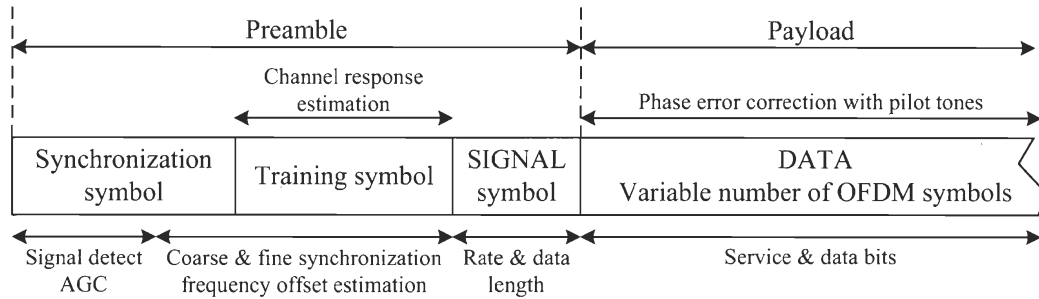 Preamble
Payload
Channel response
estimation
Phase error correction with pilot tones
Synchronization
symbol
Training symbol
SIGNAL
symbol
DATA
Variable number of OFDM symbols
Signal detect
AGC
Coarse & fine synchronization
frequency offset estimation
Rate & data
length
Service & data bits